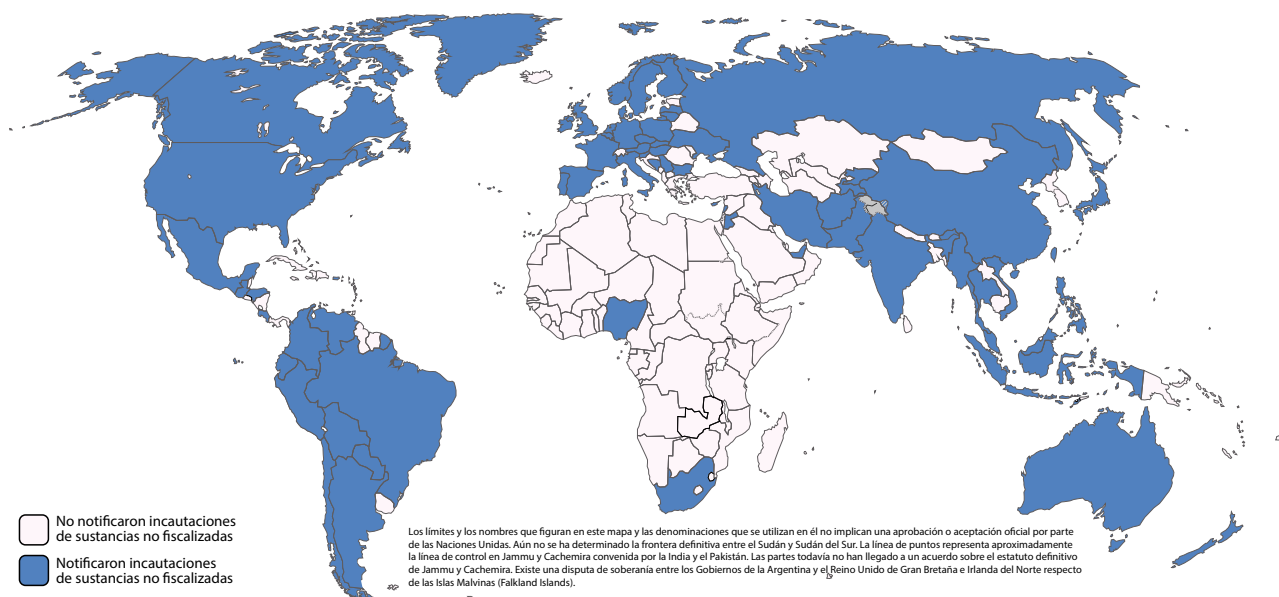 No notificaron incautaciones
de sustancias no fiscalizadas
Notificaron incautaciones
de sustancias no fiscalizadas
Los límites y los nombres que figuran en este mapa y las denominaciones que se utilizan en él no implican una aprobación o aceptación oficial por parte
de las Naciones Unidas. Aún no se ha determinado la frontera definitiva entre el Sudán y Sudán del Sur. La línea de puntos representa aproximadamente
la línea de control en Jammu y Cachemira convenida por la India y el Pakistán. Las partes todavía no han llegado a un acuerdo sobre el estatuto definitivo
de Jammu y Cachemira. Existe una disputa de soberanía entre los Gobiernos de la Argentina y el Reino Unido de Gran Bretaña e Irlanda del Norte respecto
de las Islas Malvinas (Falkland Islands).